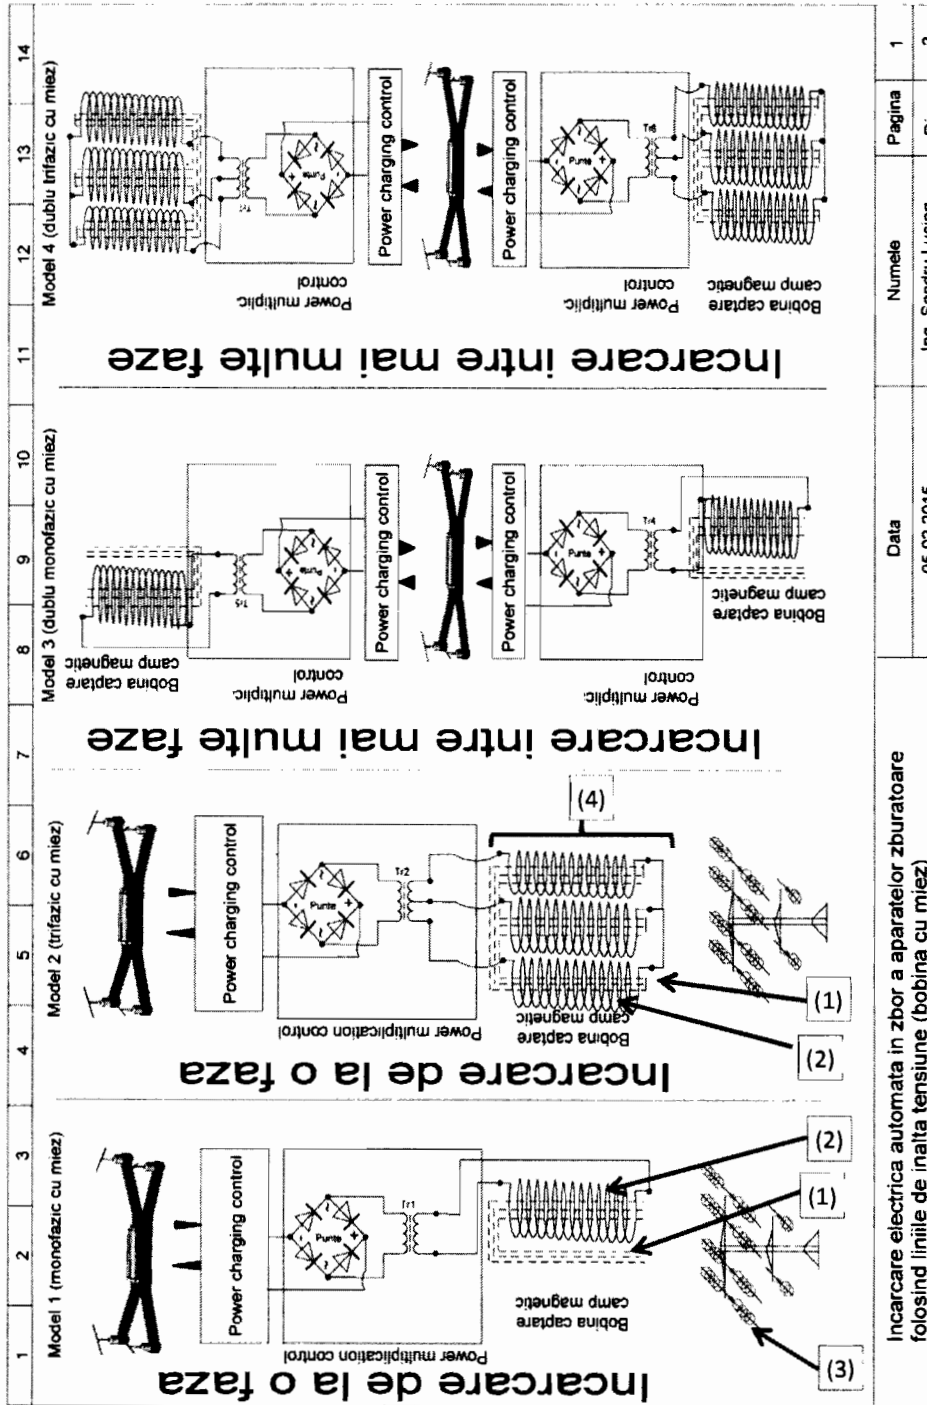 1 2 3 4 5 6 7 8 9 10 11 12 13 14
Model 1 (monofazic cu miez)
Power charging control
Punte
Tr1
Power multiplication control
Bobina captare
camp magnetic
Incarcare de la o faza
(2)
(1)
(3)
Model 2 (trifazic cu miez)
Power charging control
Punte
Tr2
Power multiplication control
Bobina captare
camp magnetic
Incarcare de la o faza
(4)
(1)
(2)
Model 3 (dublu monofazic cu miez)
Bobina captare
camp magnetic
Tr5
Punte
Power multiplic.
control
Power charging control
Power charging control
Punte
Tr4
Power multiplic.
control
Bobina captare
camp magnetic
Incarcare intre mai multe faze
Model 4 (dublu trifazic cu miez)
Punte
Power multiplic.
control
Power charging control
Power charging control
Punte
Tr6
Power multiplic.
control
Bobina captare
camp magnetic
Incarcare intre mai multe faze
Incarcare electrica automata in zbor a aparatelor zburatoare
folosind liniile de inalta tensiune (bobina cu miez)
Data
Numele
Pagina
1